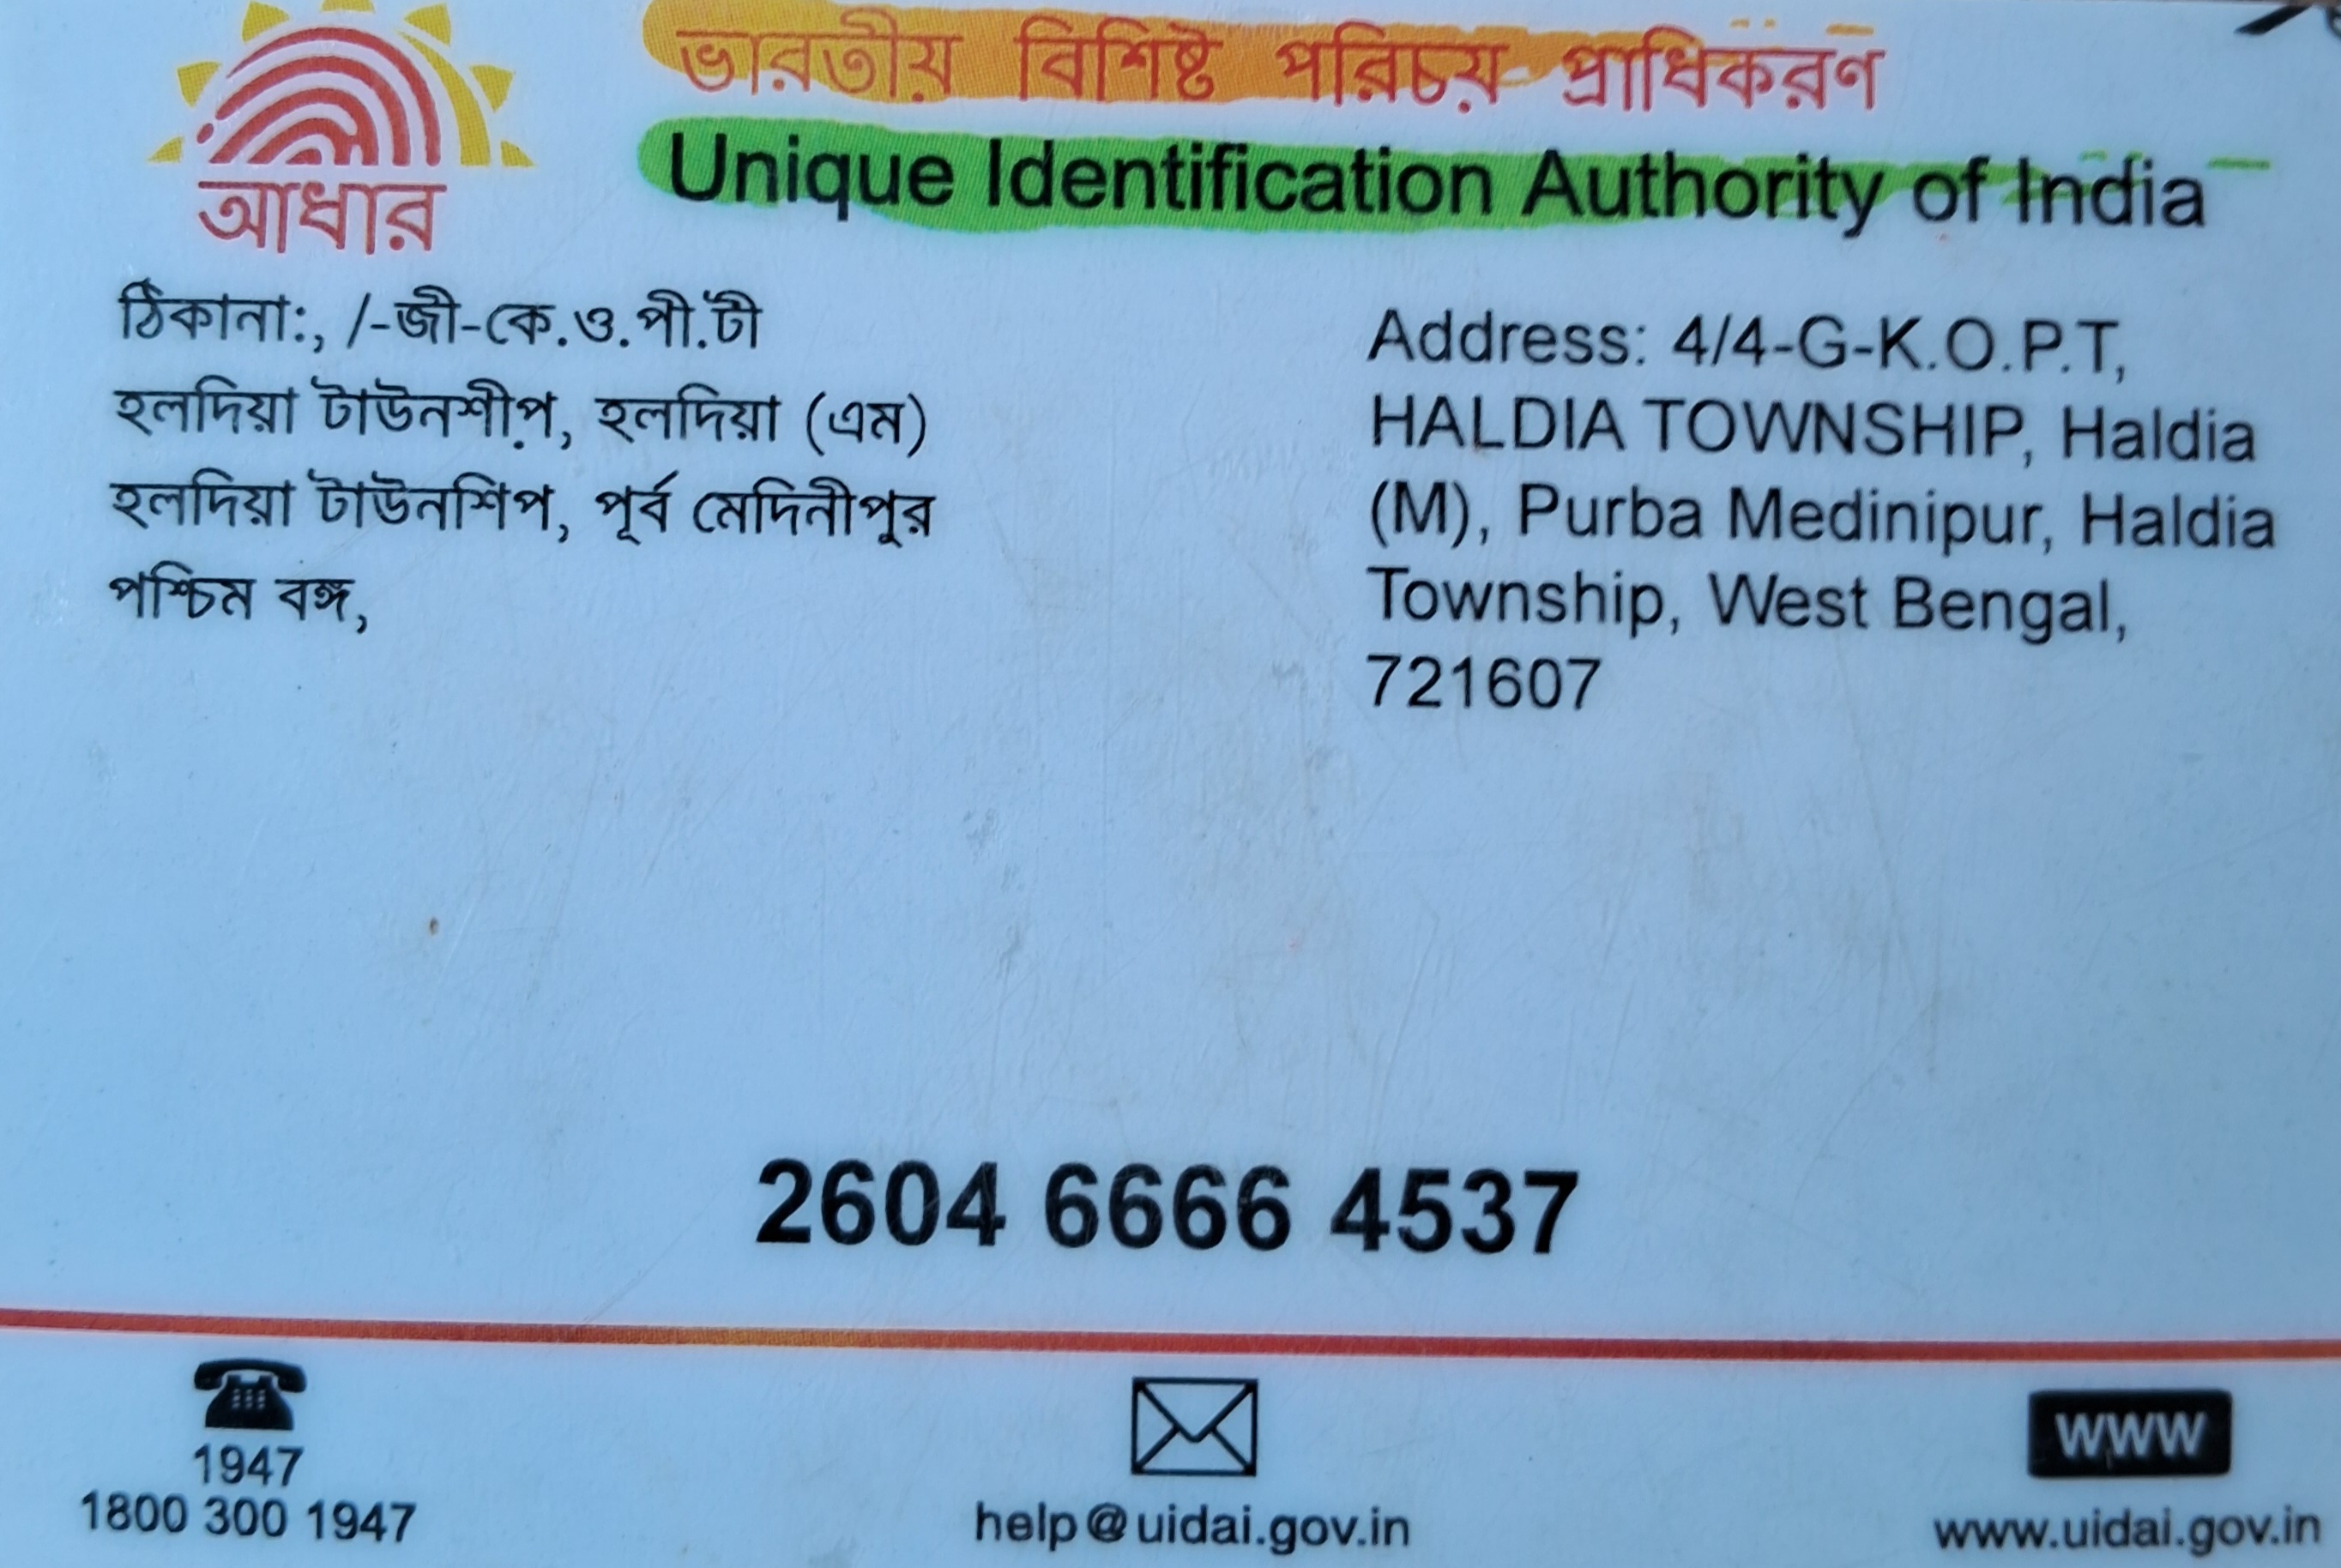 ভারতীয় বিশিষ্ট পরিচয় প্রাধিকরণ
Unique Identification Authority of India
আধার
ঠিকানা:, /-জী-কে.ও.পী.টী
হলদিয়া টাউনশীপ়, হলদিয়া (এম)
হলদিয়া টাউনশিপ, পূর্ব মেদিনীপুর
পশ্চিম বঙ্গ,
Address: 4/4-G-K.O.P.T,
HALDIA TOWNSHIP, Haldia
(M), Purba Medinipur, Haldia
Township, West Bengal,
721607
2604 6666 4537
1947
1800 300 1947
help@uidai.gov.in
www
www.uidai.gov.in